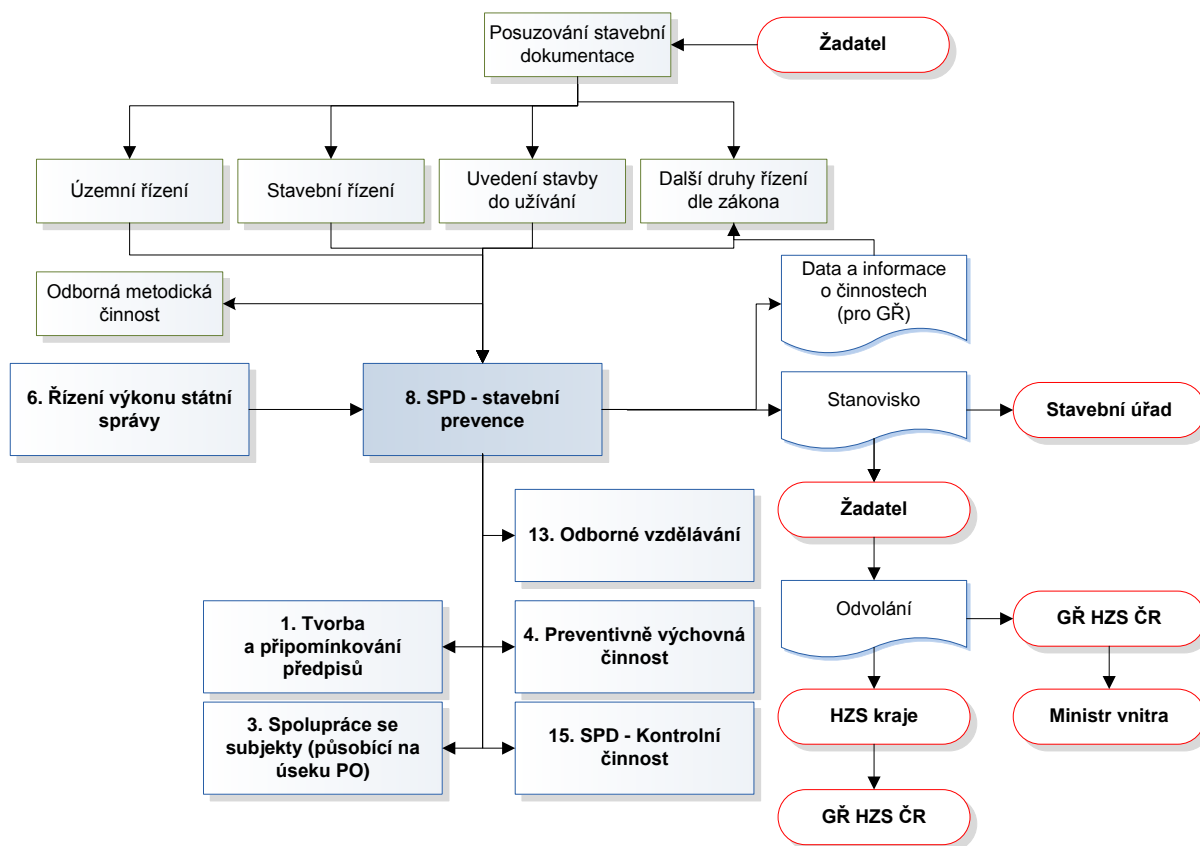 Posuzování stavební
dokumentace
Žadatel
Územní řízení
Stavební řízení
Uvedení stavby
do užívání
Další druhy řízení
dle zákona
Odborná metodická
činnost
Data a informace
o činnostech
(pro GŘ)
6. Řízení výkonu státní
správy
8. SPD - stavební
prevence
Stanovisko
Stavební úřad
Žadatel
13. Odborné vzdělávání
1. Tvorba
a připomínkování
předpisů
4. Preventivně výchovná
činnost
Odvolání
GŘ HZS ČR
3. Spolupráce se
subjekty (působící na
úseku PO)
15. SPD - Kontrolní
činnost
HZS kraje
Ministr vnitra
GŘ HZS ČR